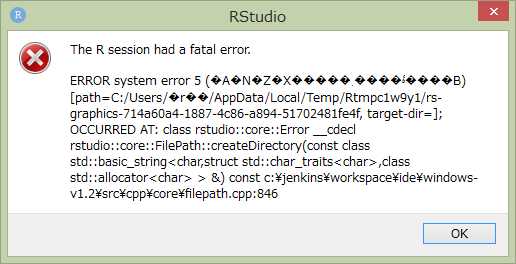 RStudio
The R session had a fatal error.
ERROR system error 5 (�A�N�Z�X�����ۂ����܂����B)
[path=C:/Users/�r��/AppData/Local/Temp/Rtmpc1w9y1/rs-
graphics-714a60a4-1887-4c86-a894-51702481fe4f, target-dir=];
OCCURRED AT: class rstudio::core::Error __cdecl
rstudio::core::FilePath::createDirectory(const class
std::basic_string<char,struct std::char_traits<char>,class
std::allocator<char> > &) const c:¥jenkins¥workspace¥ide¥windows-
v1.2¥src¥cpp¥core¥filepath.cpp:846
OK